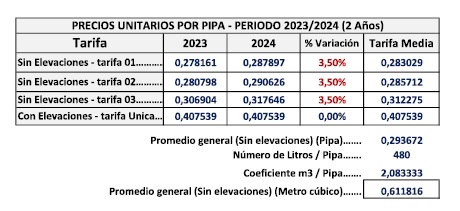 PRECIOS UNITARIOS POR PIPA - PERIODO 2023/2024 (2 Años)
Tarifa 2023 2024 % Variación Tarifa Media
Sin Elevaciones - tarifa 01.......... 0,278161 0,287897 3,50% 0,283029
Sin Elevaciones - tarifa 02.......... 0,280798 0,290626 3,50% 0,285712
Sin Elevaciones - tarifa 03.......... 0,306904 0,317646 3,50% 0,312275
Con Elevaciones - tarifa Unica... 0,407539 0,407539 0,00% 0,407539
Promedio general (Sin elevaciones) (Pipa)....... 0,293672
Número de Litros / Pipa....... 480
Coeficiente m3 / Pipa....... 2,083333
Promedio general (Sin elevaciones) (Metro cúbico)....... 0,611816